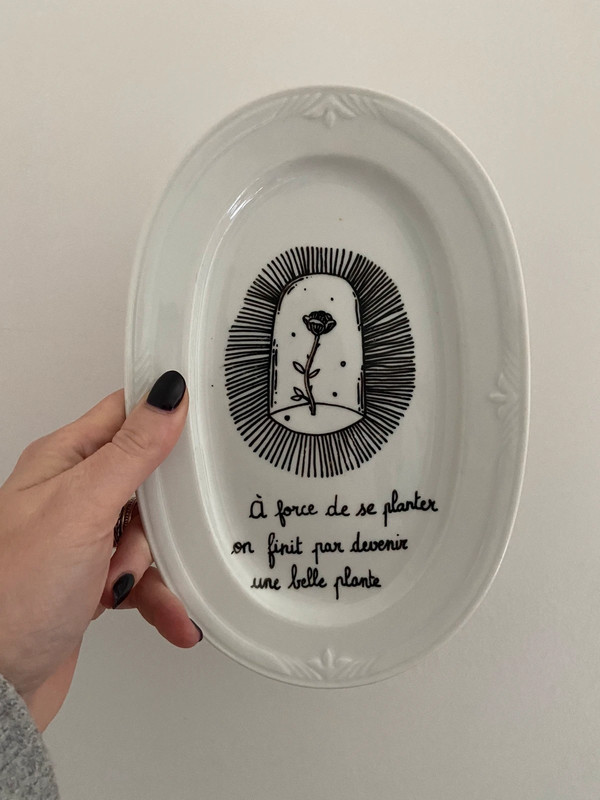 À force de se planter
on finit par devenir
une belle plante